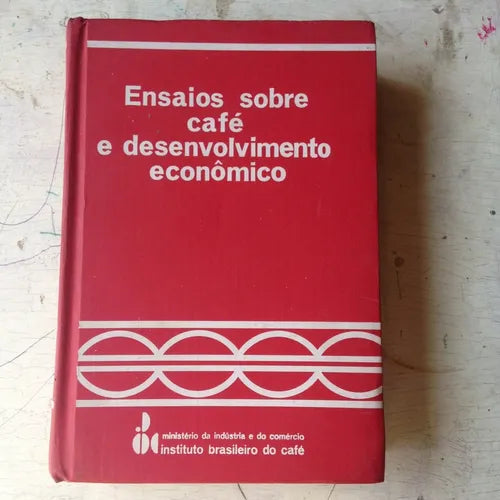 Ensaios sobre
café
e desenvolvimento
econômico
ministério da indústria e do comércio
instituto brasileiro do café